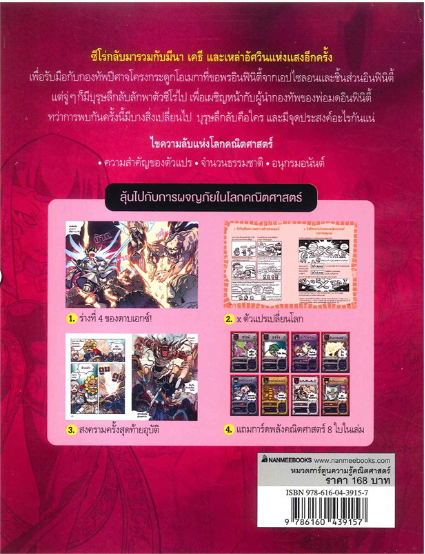 ซีโร่กลับมารวมกับมีนา เคธี และเหล่าอัศวินแห่งแสงอีกครั้ง
เพื่อรับมือกับกองทัพปีศาจโครงกระดูกโอเมกาที่ขอพรอินฟินิตี้จากเอปไซลอนและชิ้นส่วนอินฟินิตี้
แต่จู่ๆ ก็มีบุรุษลึกลับลักพาตัวซีโร่ไป เพื่อเผชิญหน้ากับผู้นำกองทัพของพ่อมดอินฟินิตี้
ทว่าการพบกันครั้งนี้มีบางสิ่งเปลี่ยนไป บุรุษลึกลับคือใคร และมีจุดประสงค์อะไรกันแน่
ไขความลับแห่งโลกคณิตศาสตร์
• ความสำคัญของตัวแปร • จำนวนธรรมชาติ • อนุกรมอนันต์
ลุ้นไปกับการผจญภัยในโลกคณิตศาสตร์
1. ร่างที่ 4 ของดาบเอกซ์!
2. x ตัวแปรเปลี่ยนโลก
3. สงครามครั้งสุดท้ายอุบัติ
4. แถมการ์ดพลังคณิตศาสตร์ 8 ใบในเล่ม
NANMEEBOOKS www.nanmeebooks.com
หมวดการ์ตูนความรู้คณิตศาสตร์
ราคา 168 บาท
ISBN 978-616-04-3915-7
9 786160 439157